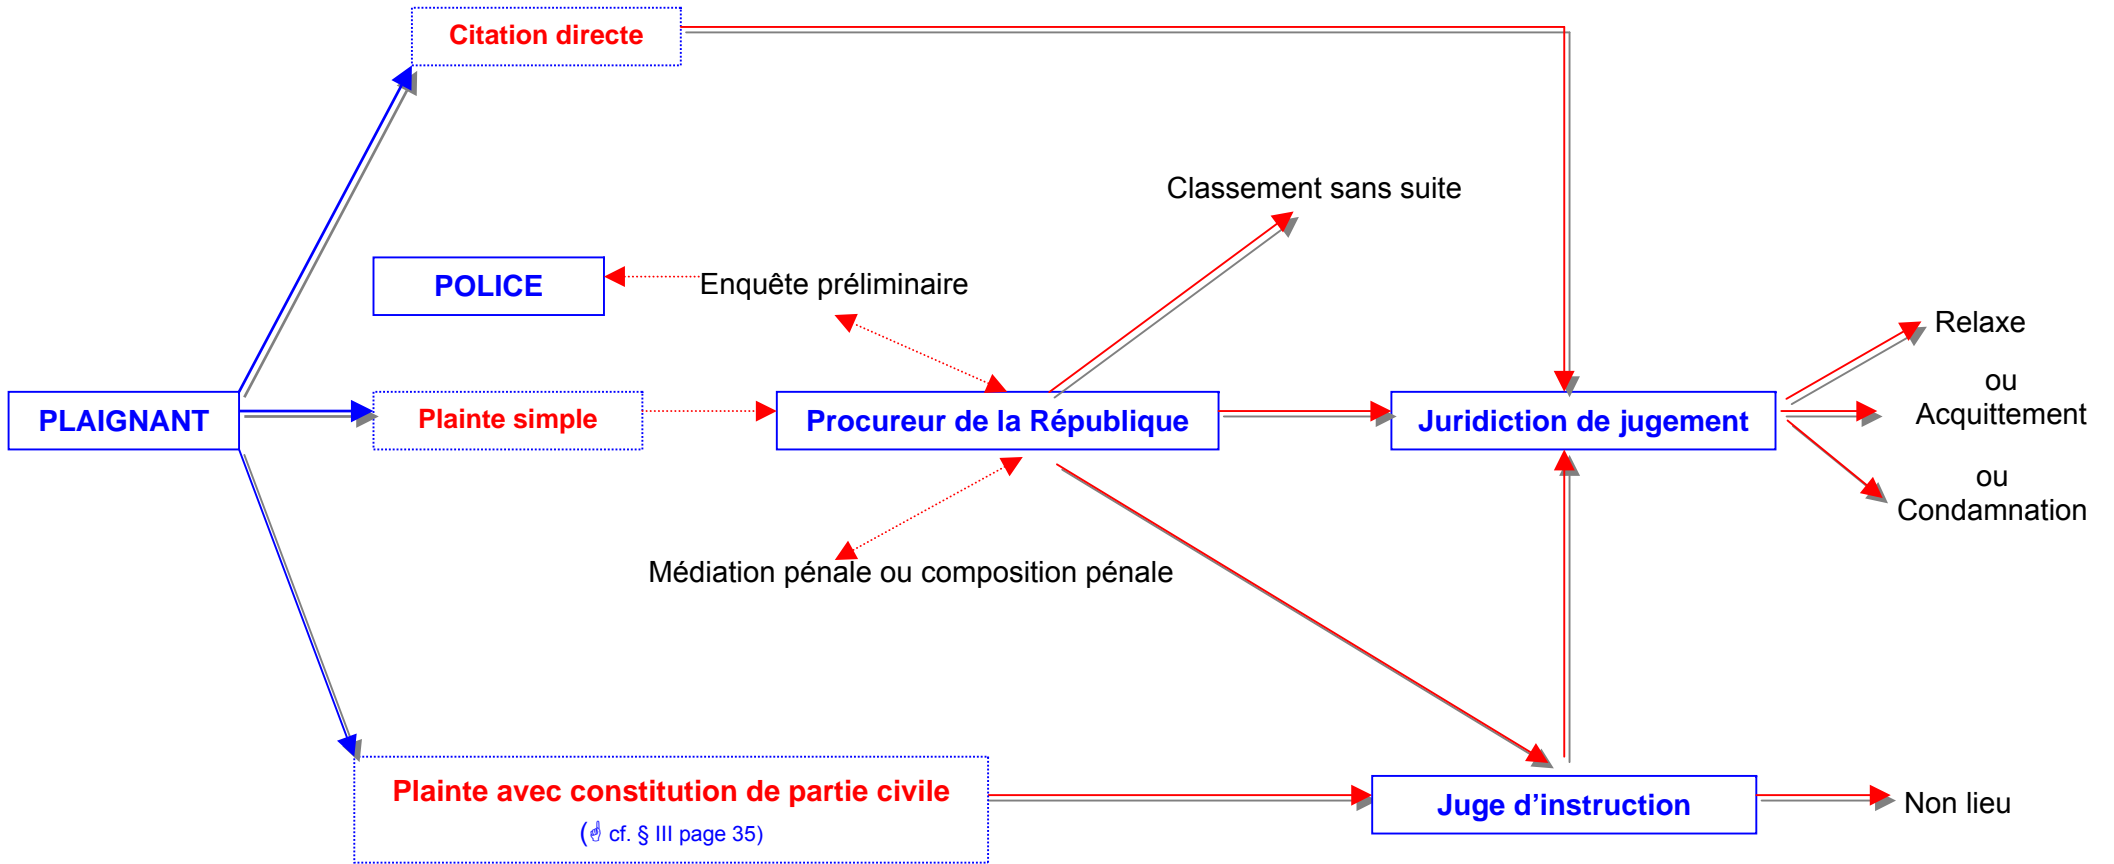 Citation directe
Classement sans suite
POLICE
Enquête préliminaire
Relaxe
ou
Acquittement
PLAIGNANT
Plainte simple
Procureur de la République
Juridiction de jugement
ou
Condamnation
Médiation pénale ou composition pénale
Plainte avec constitution de partie civile
(☝ cf. § III page 35)
Juge d’instruction
Non lieu